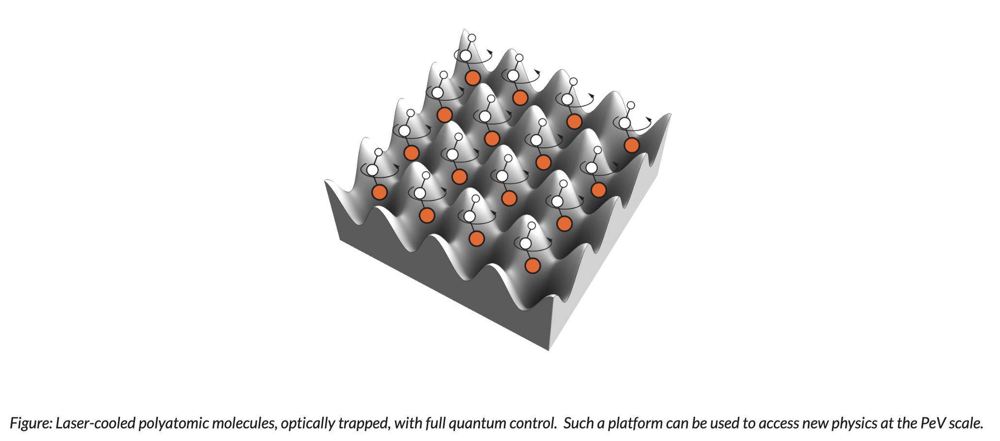 Figure: Laser-cooled polyatomic molecules, optically trapped, with full quantum control.  Such a platform can be used to access new physics at the PeV scale.